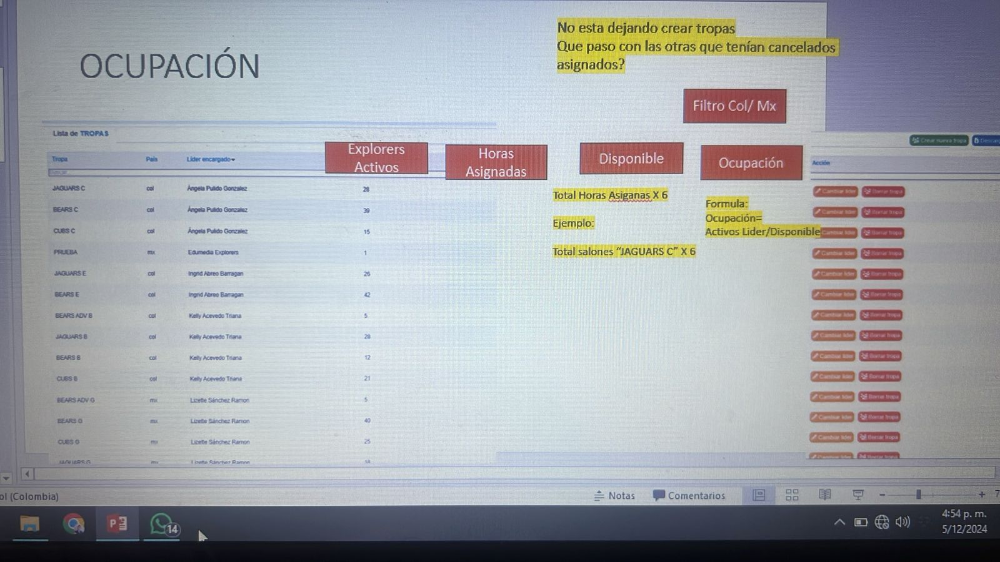 No esta dejando crear tropas
Que paso con las otras que tenían cancelados
asignados?
OCUPACIÓN
Filtro Col/ Mx
Lista de TROPAS
Crear nueva tropa
Tropa País Líder encargado
Explorers
Activos
Horas
Asignadas
Disponible
Ocupación
Acción
JAGUARS C col Ángela Pulido Gonzalez 28 Cambiar líder Borrar tropa
BEARS C col Ángela Pulido Gonzalez 39 Cambiar líder Borrar tropa
CUBS C col Ángela Pulido Gonzalez 15 Cambiar líder Borrar tropa
PRUEBA mx Edumedia Explorers 1 Cambiar líder Borrar tropa
JAGUARS E col Ingrid Abreo Barragan 26 Cambiar líder Borrar tropa
BEARS E col Ingrid Abreo Barragan 42 Cambiar líder Borrar tropa
BEARS ADV B col Kelly Acevedo Triana 5 Cambiar líder Borrar tropa
JAGUARS B col Kelly Acevedo Triana 28 Cambiar líder Borrar tropa
BEARS B col Kelly Acevedo Triana 12 Cambiar líder Borrar tropa
CUBS B col Kelly Acevedo Triana 21 Cambiar líder Borrar tropa
BEARS ADV G mx Lizette Sánchez Ramon 5 Cambiar líder Borrar tropa
BEARS G mx Lizette Sánchez Ramon 40 Cambiar líder Borrar tropa
CUBS G mx Lizette Sánchez Ramon 25 Cambiar líder Borrar tropa
JAGUARS G mx Lizette Sánchez Ramon 18 Cambiar líder Borrar tropa
Total Horas Asiganas X 6
Ejemplo:
Total salones “JAGUARS C” X 6
Formula:
Ocupación=
Activos Lider/Disponible
ol (Colombia)
Notas
Comentarios
14
4:54 p. m.
5/12/2024